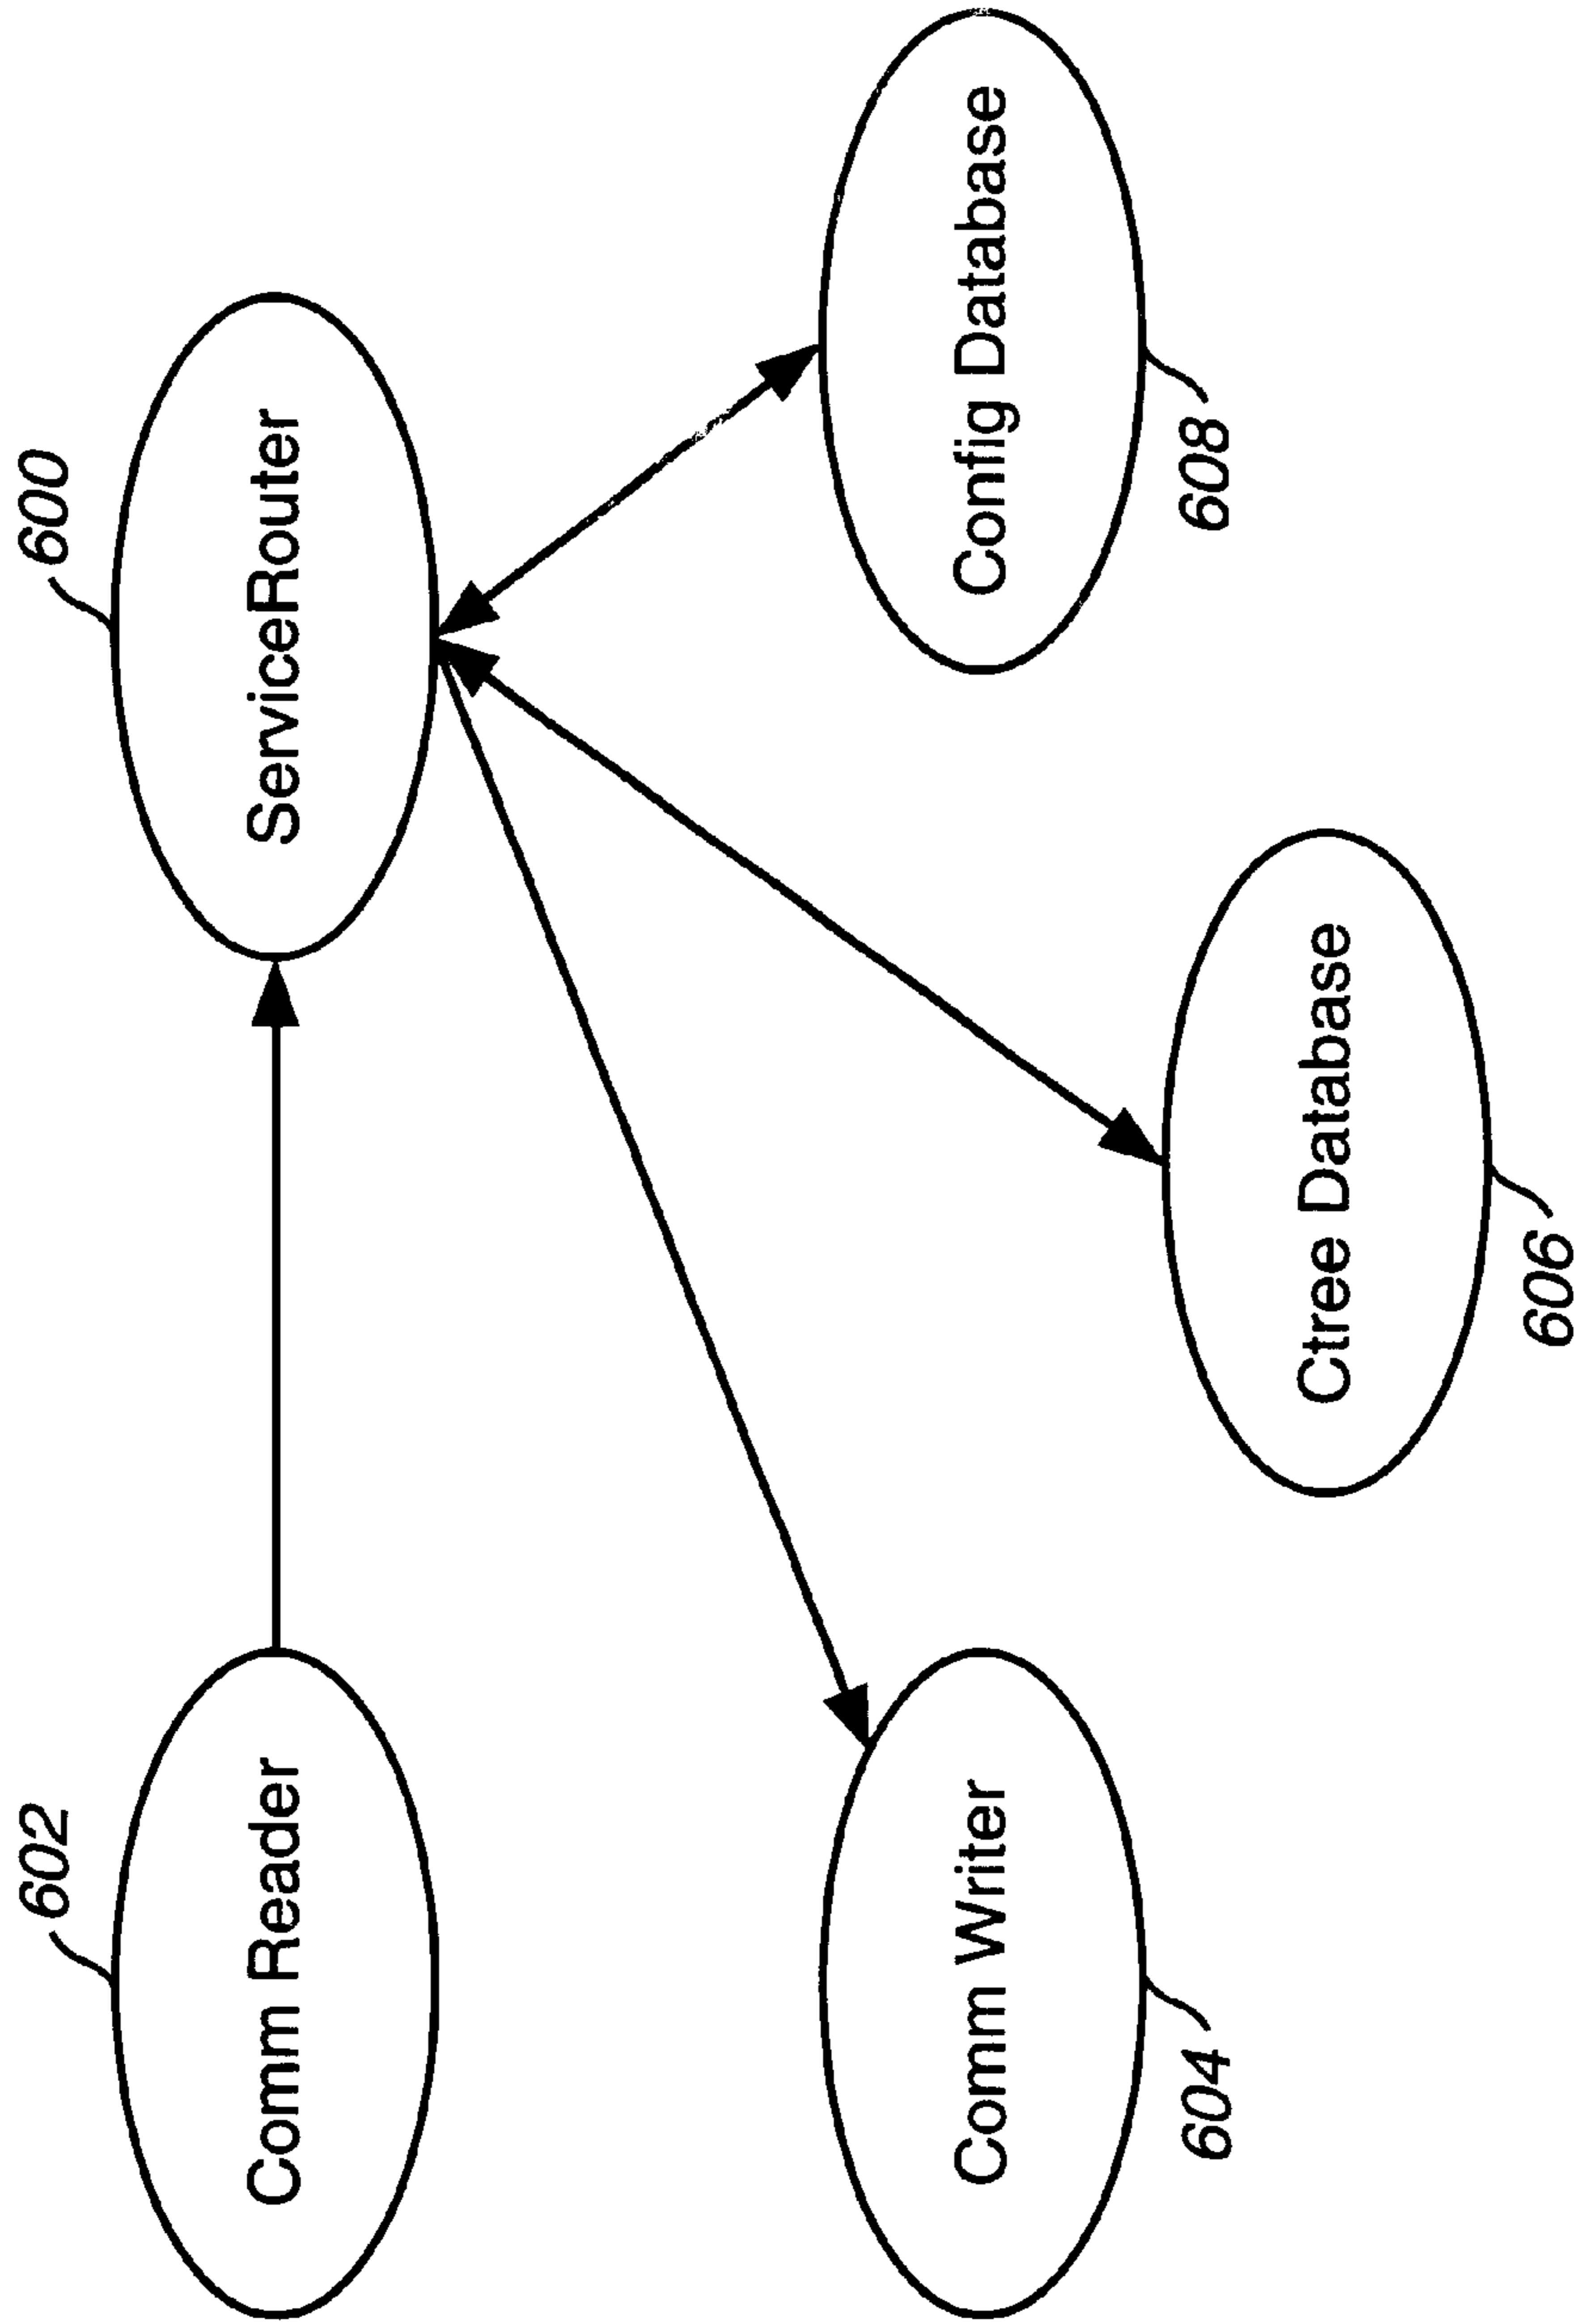 602
Comm Reader
600
ServiceRouter
Comm Writer
604
Ctree Database
606
Config Database
608